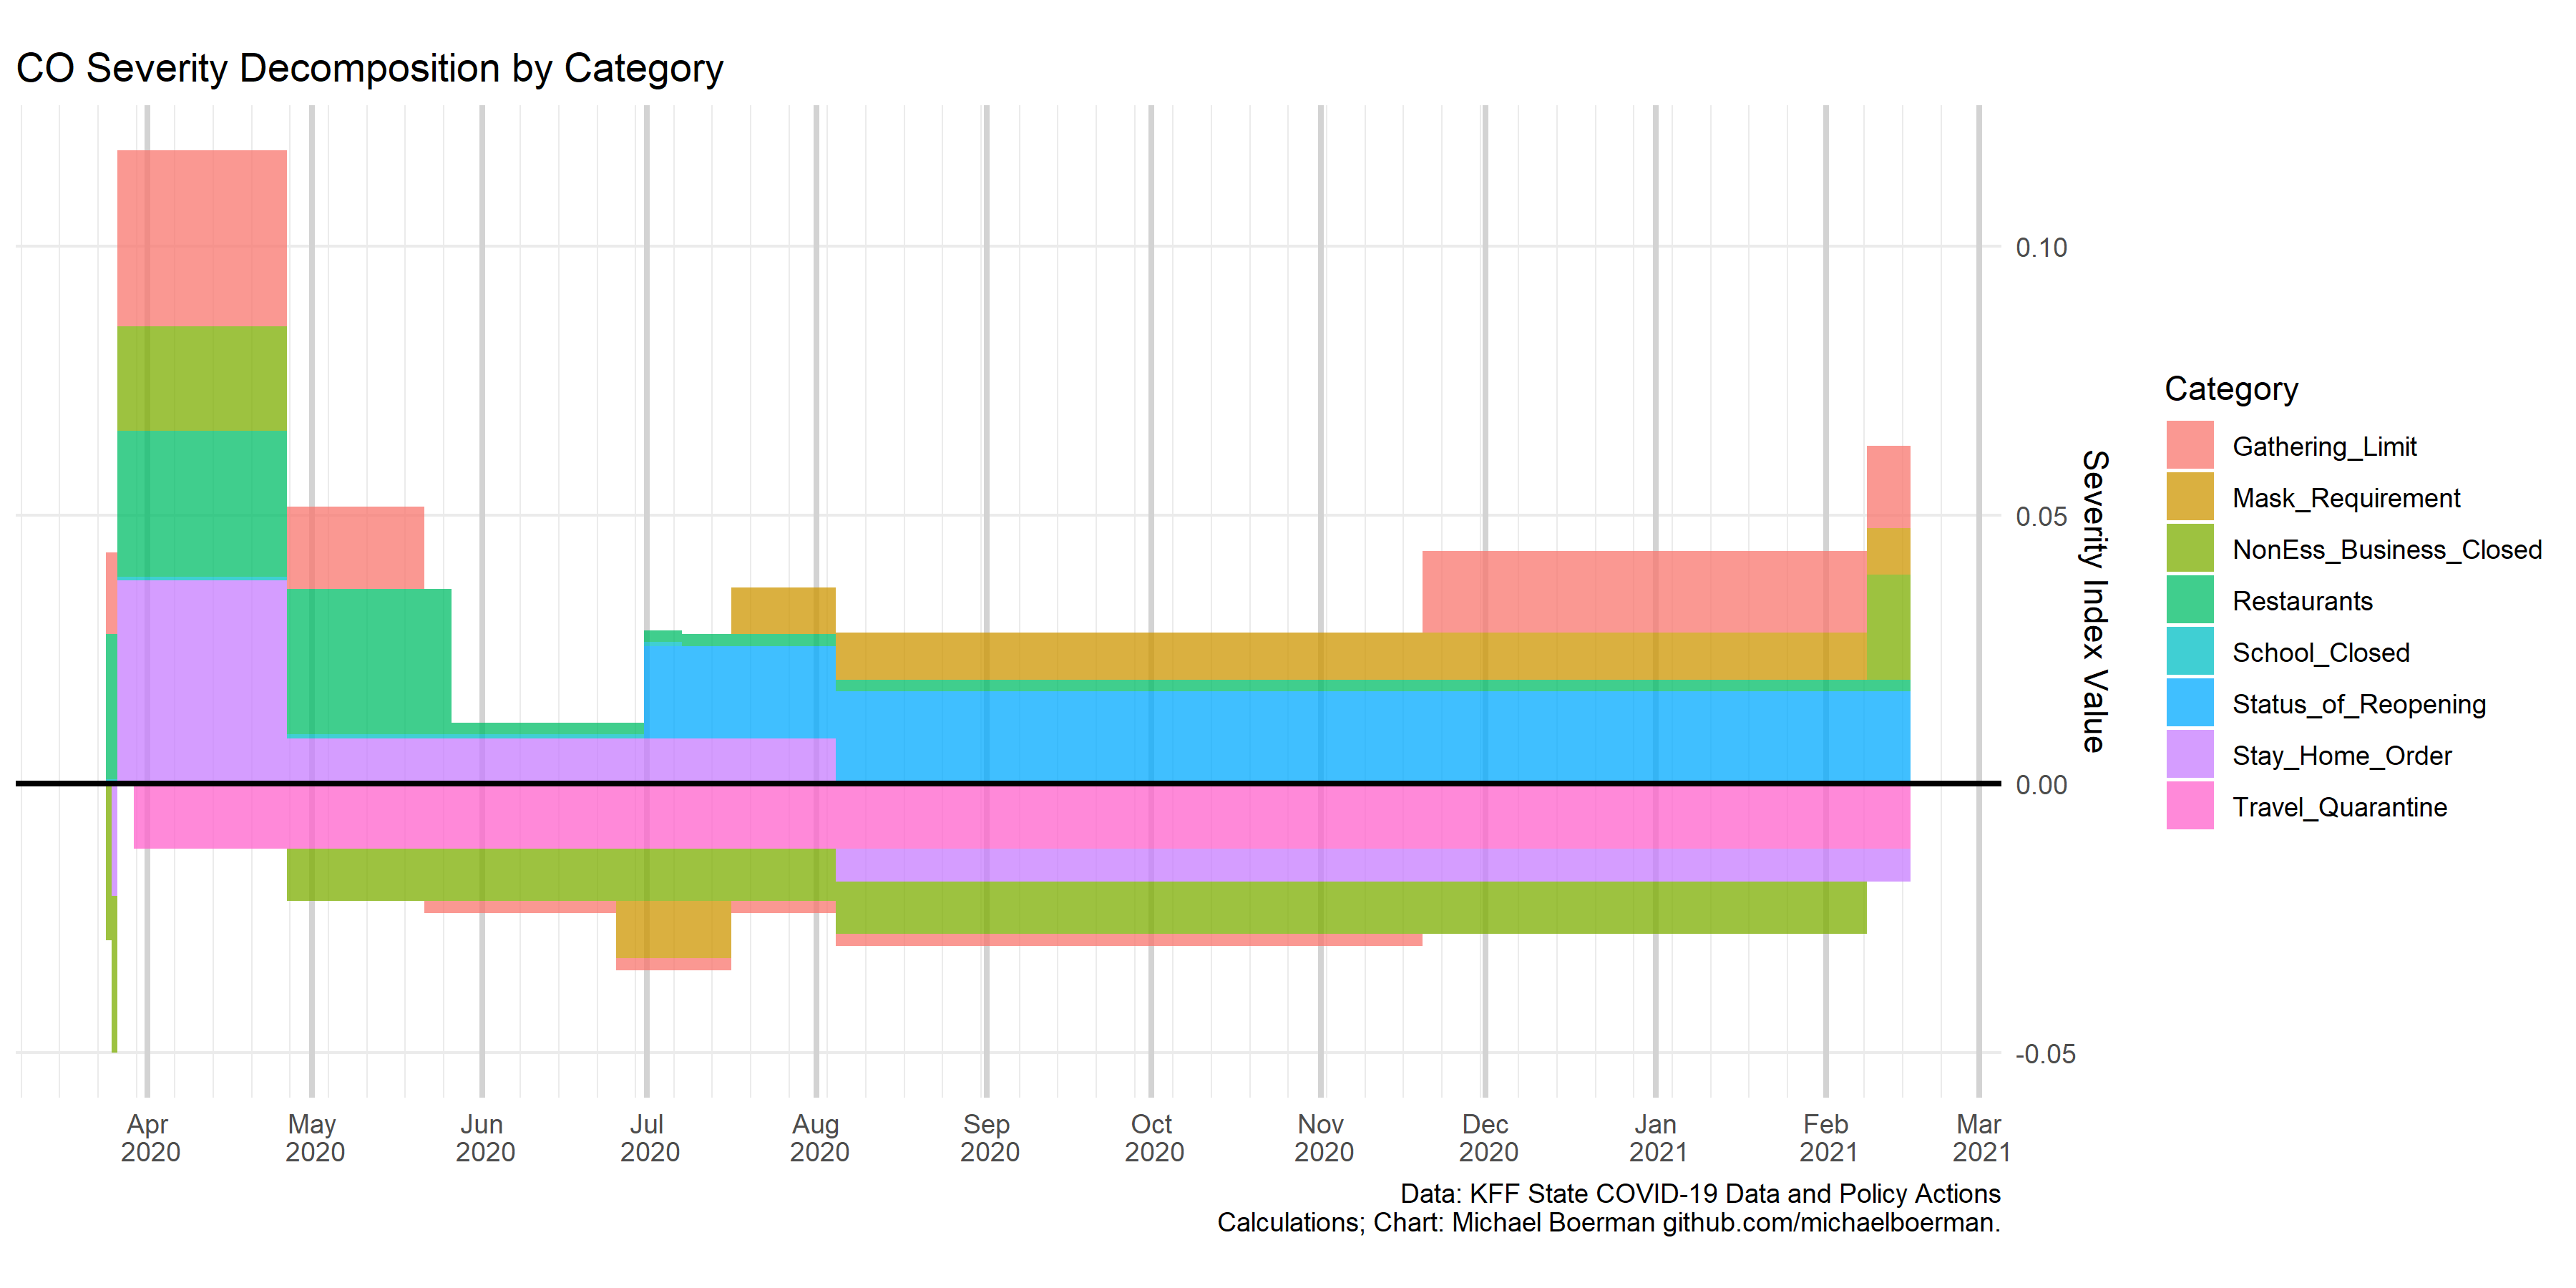 CO Severity Decomposition by Category
0.10
0.05
0.00
-0.05
Severity Index Value
Category
Gathering_Limit
Mask_Requirement
NonEss_Business_Closed
Restaurants
School_Closed
Status_of_Reopening
Stay_Home_Order
Travel_Quarantine
Apr May Jun Jul Aug Sep Oct Nov Dec Jan Feb Mar
2020 2020 2020 2020 2020 2020 2020 2020 2020 2021 2021 2021
Data: KFF State COVID-19 Data and Policy Actions
Calculations; Chart: Michael Boerman github.com/michaelboerman.